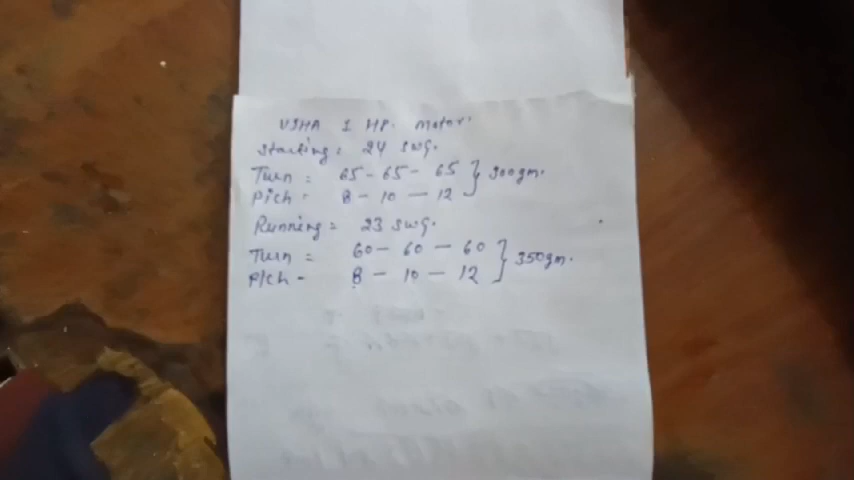 USHA 1 HP. motor.
Starting = 24 swg.
Turn = 65 - 65 - 65 } 300gm.
Pich - 8 - 10 - 12
Running = 23 swg.
Turn = 60 - 60 - 60 } 350gm.
Pich - 8 - 10 - 12